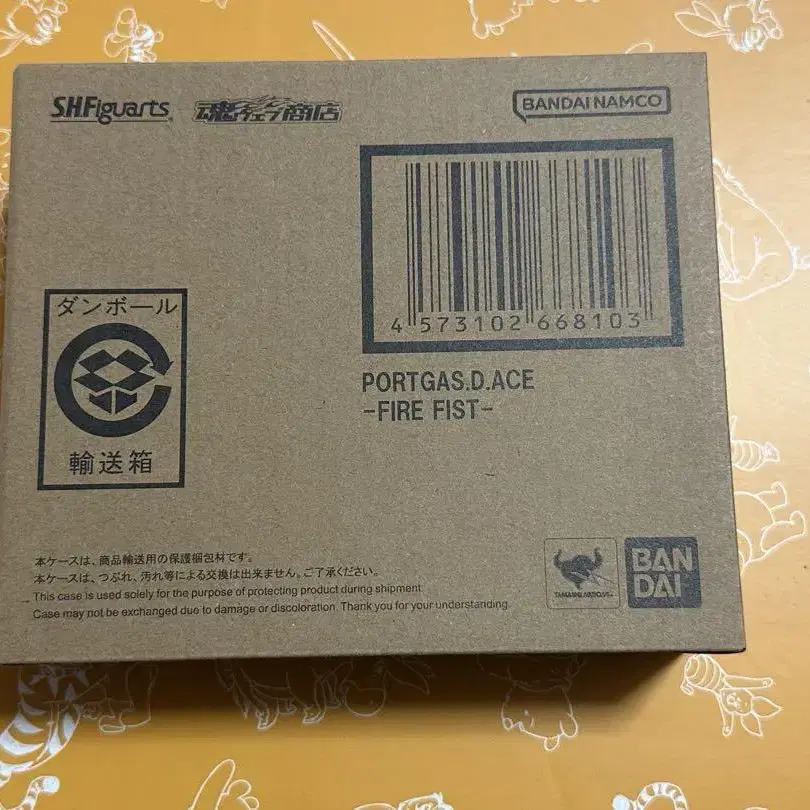 S.H.Figuarts 魂ウェブ商店
BANDAI NAMCO
4 573102 668103
ダンボール
輸送箱
PORTGAS.D.ACE
-FIRE FIST-
本ケースは、商品輸送用の保護梱包材です。
本ケースは、つぶれ、汚れ等による交換は出来ません。ご了承ください。
This case is used solely for the purpose of protecting product during shipment.
Case may not be exchanged due to damage or discoloration. Thank you for your understanding.
TAMASHII NATIONS
BAN
DAI